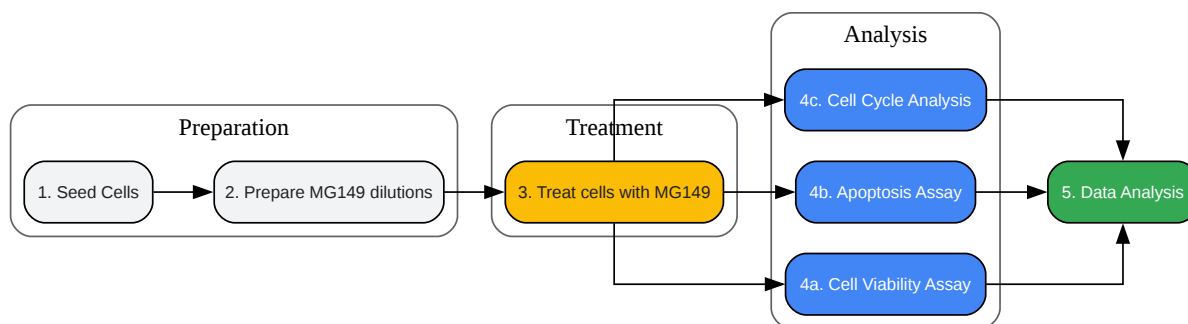 Preparation
1. Seed Cells
2. Prepare MG149 dilutions
Treatment
3. Treat cells with MG149
Analysis
4c. Cell Cycle Analysis
4b. Apoptosis Assay
4a. Cell Viability Assay
5. Data Analysis